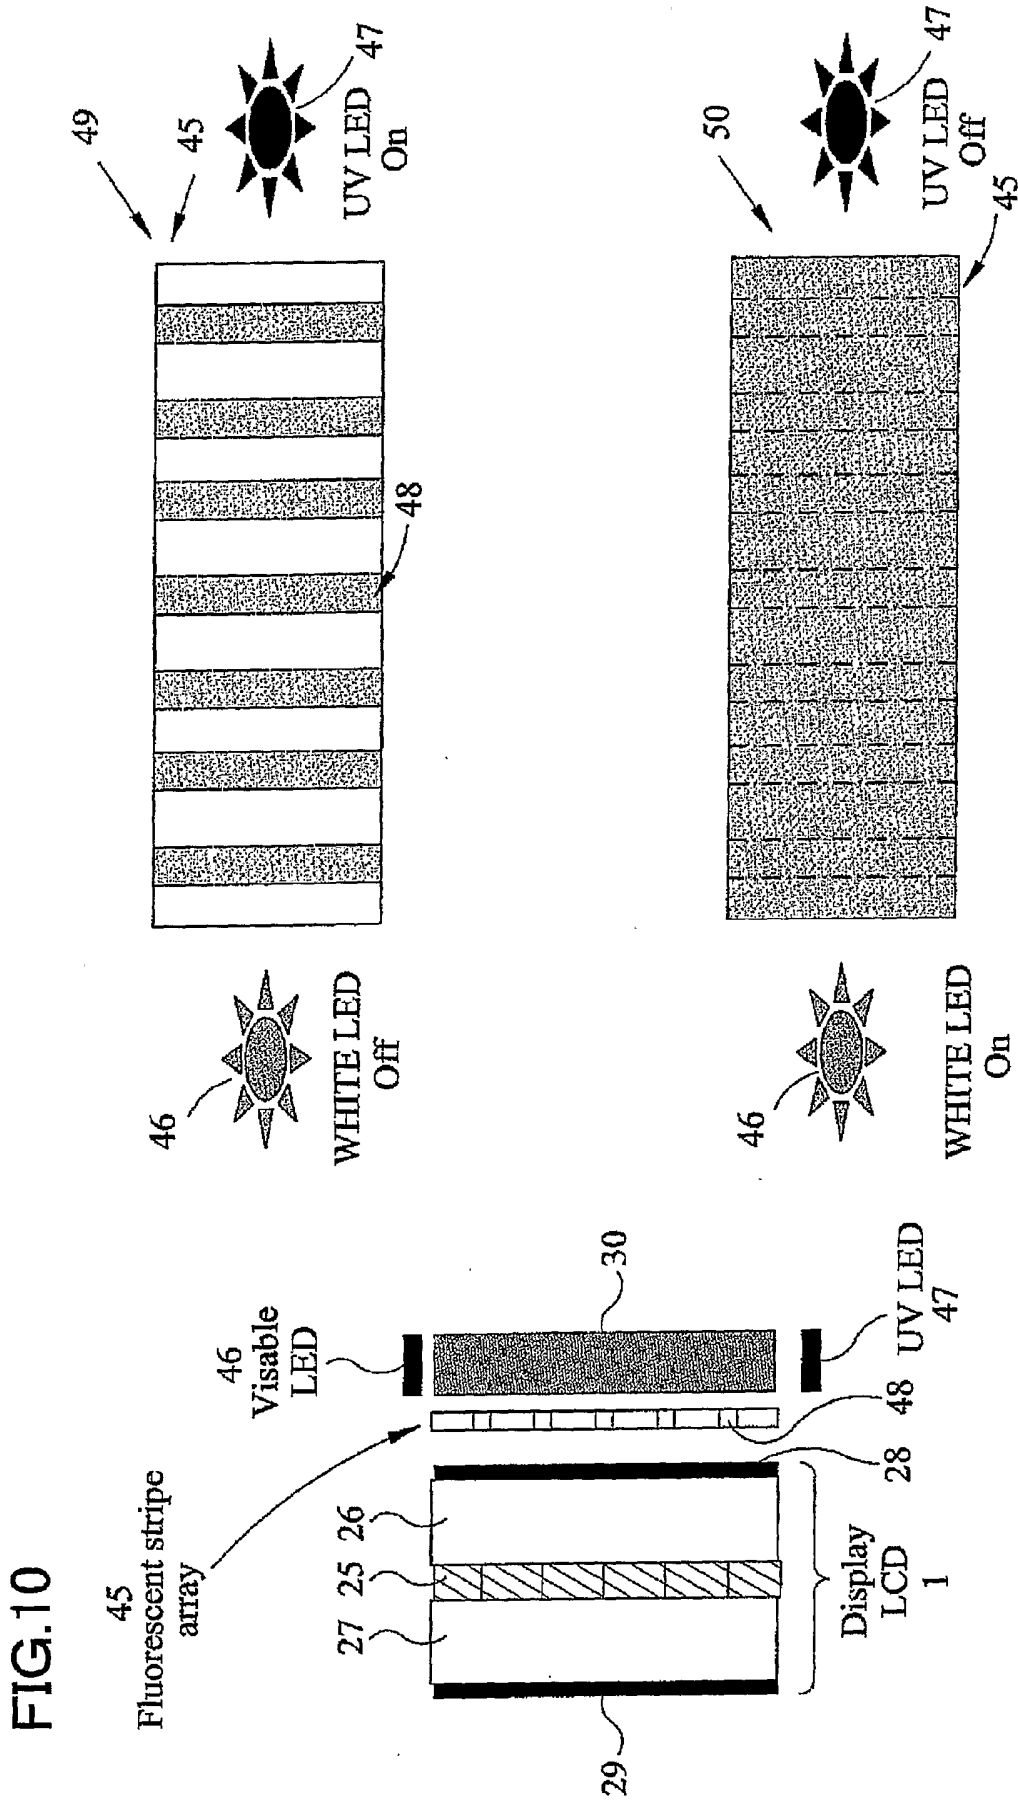 FIG.10
45
Fluorescent stripe
array
46
Visable
LED
27
25
26
30
29
28
48
UV LED
47
Display
LCD
1
46
WHITE LED
Off
49
45
48
47
UV LED
On
46
WHITE LED
On
50
45
47
UV LED
Off